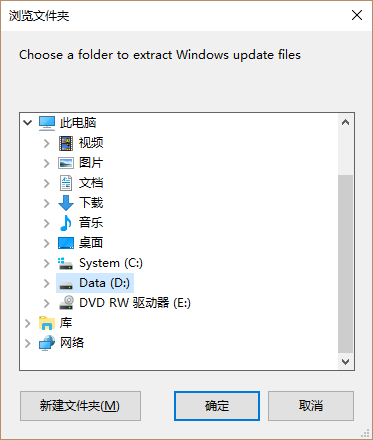 浏览文件夹
Choose a folder to extract Windows update files
此电脑
视频
图片
文档
下载
音乐
桌面
System (C:)
Data (D:)
DVD RW 驱动器 (E:)
库
网络
新建文件夹(M) 确定 取消